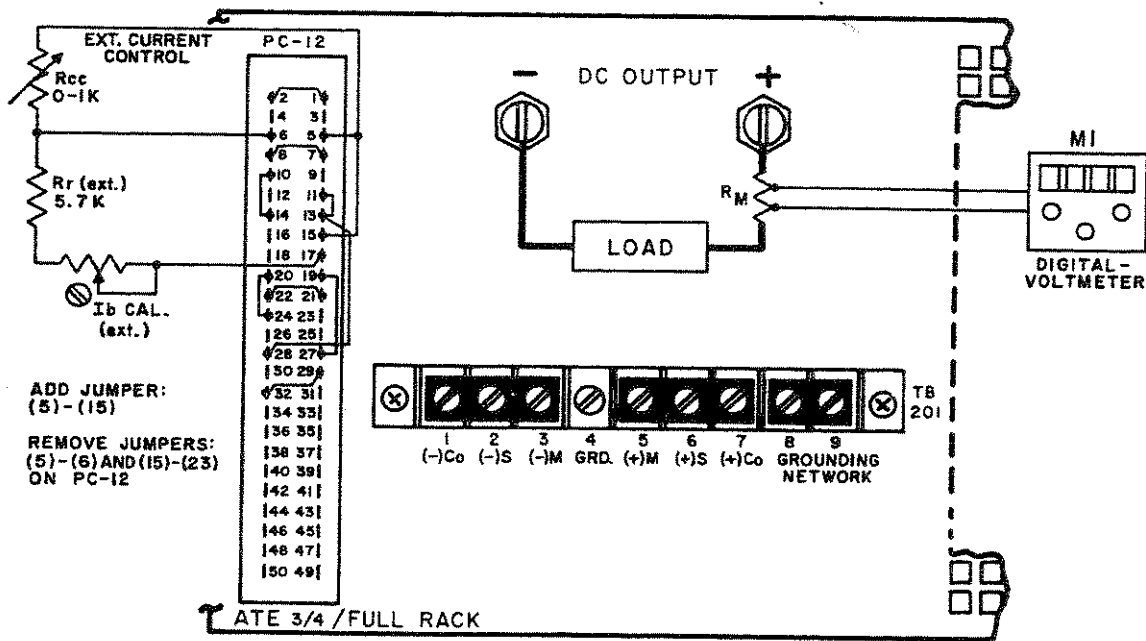 EXT. CURRENT
CONTROL
PC-12
Rcc
0-1K
Rr (ext.)
5.7 K
Ib CAL.
(ext.)
ADD JUMPER:
(5)-(15)
REMOVE JUMPERS:
(5)-(6) AND (15)-(23)
ON PC-12
2 1
4 3
6 5
8 7
10 9
12 11
14 13
16 15
18 17
20 19
22 21
24 23
26 25
28 27
30 29
32 31
34 33
36 35
38 37
40 39
42 41
44 43
46 45
48 47
50 49
- DC OUTPUT +
RM
LOAD
M1
DIGITAL-
VOLTMETER
TB
201
1 2 3 4 5 6 7 8 9
(-)Co (-)S (-)M GRD. (+)M (+)S (+)Co GROUNDING
NETWORK
ATE 3/4 / FULL RACK